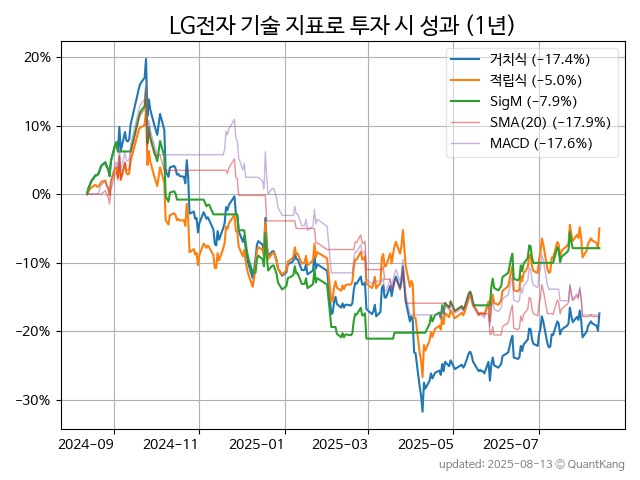 LG전자 기술 지표로 투자 시 성과 (1년)
20%
10%
0%
−10%
−20%
−30%
거치식 (−17.4%)
적립식 (−5.0%)
SigM (−7.9%)
SMA(20) (−17.9%)
MACD (−17.6%)
2024-09
2024-11
2025-01
2025-03
2025-05
2025-07
updated: 2025-08-13 © QuantKang